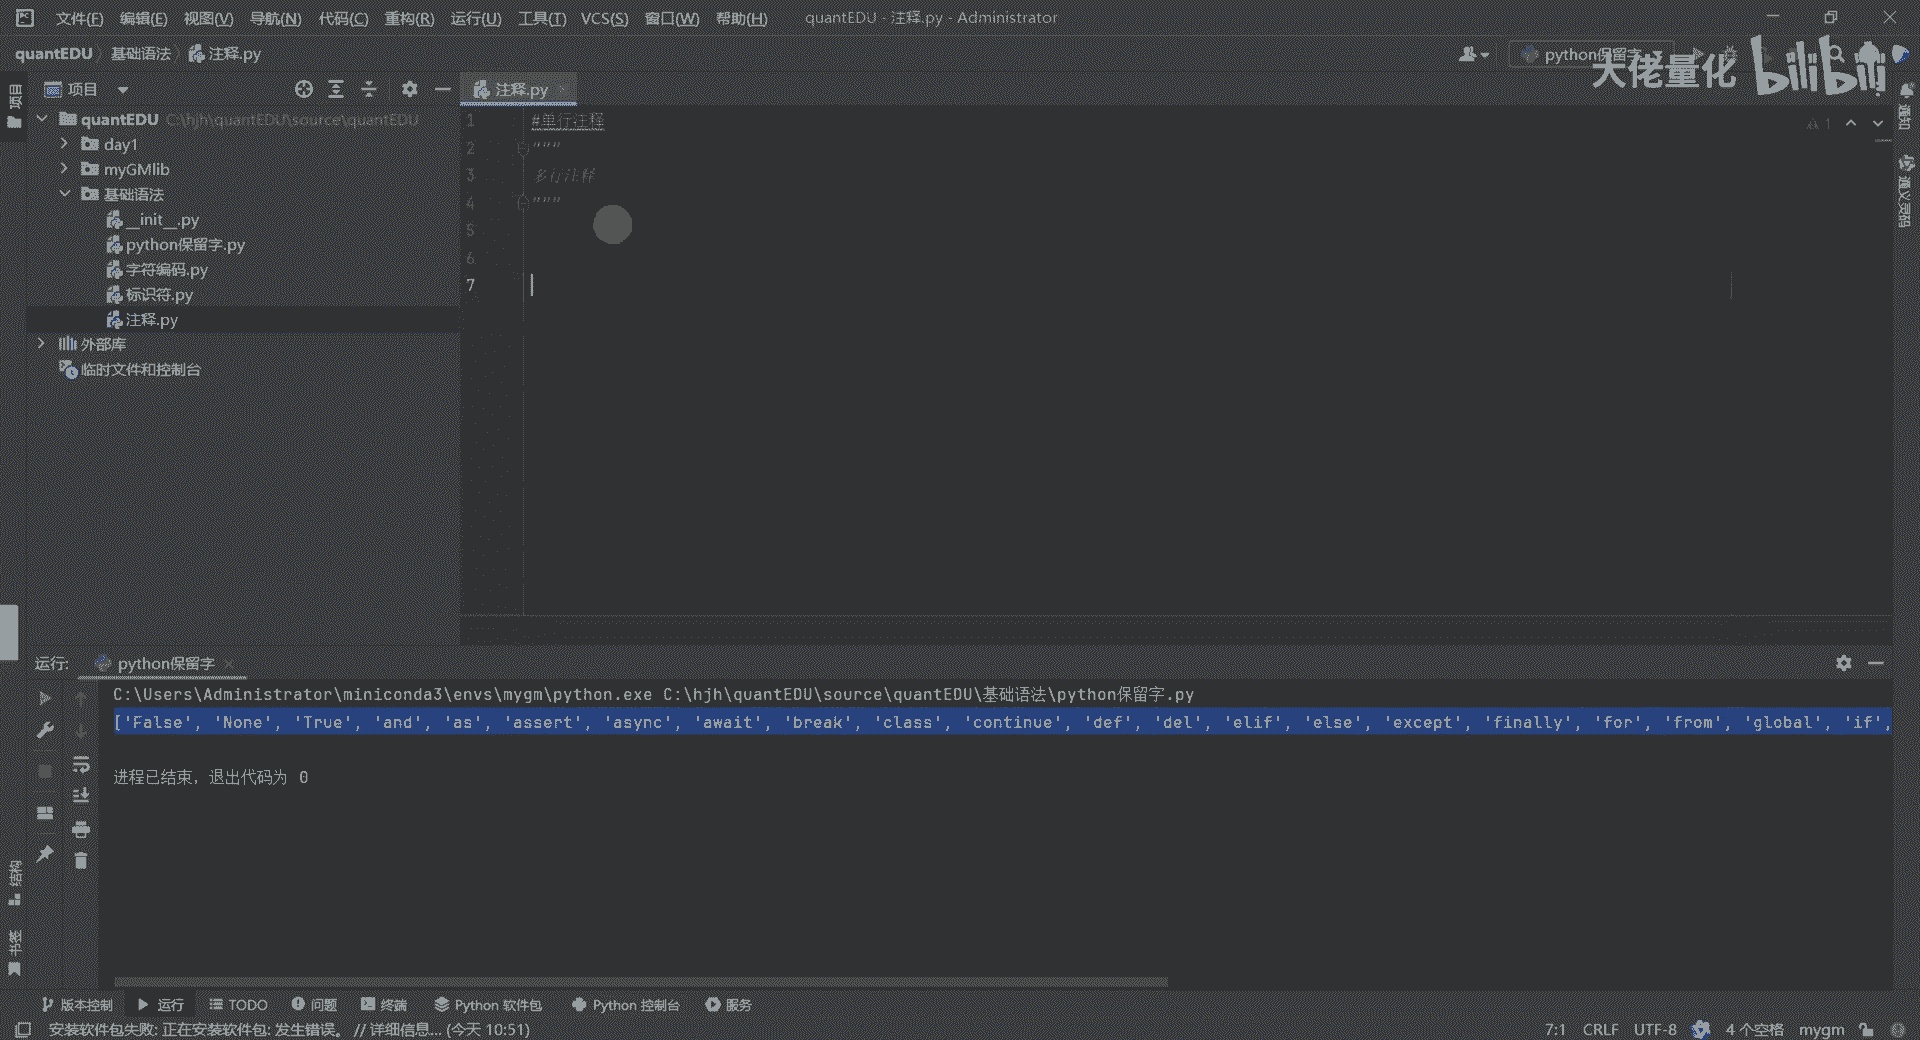 文件(F) 编辑(E) 视图(V) 导航(N) 代码(C) 重构(R) 运行(U) 工具(T) VCS(S) 窗口(W) 帮助(H) quantEDU - 注释.py - Administrator
quantEDU 基础语法 注释.py
python保留字
大佬量化 bilibili
项目
项目
注释.py
quantEDU C:\hjh\quantEDU\source\quantEDU
day1
myGMlib
基础语法
__init__.py
python保留字.py
字符编码.py
标识符.py
注释.py
外部库
临时文件和控制台
1 #单行注释
2 """
3 多行注释
4 """
5
6
7
1
通知
通义灵码
运行: python保留字
C:\Users\Administrator\miniconda3\envs\mygm\python.exe C:\hjh\quantEDU\source\quantEDU\基础语法\python保留字.py
['False', 'None', 'True', 'and', 'as', 'assert', 'async', 'await', 'break', 'class', 'continue', 'def', 'del', 'elif', 'else', 'except', 'finally', 'for', 'from', 'global', 'if',
进程已结束，退出代码为 0
结构
书签
版本控制 运行 TODO 问题 终端 Python 软件包 Python 控制台 服务
安装软件包失败: 正在安装软件包: 发生错误。 // 详细信息... (今天 10:51)
7:1 CRLF UTF-8 4 个空格 mygm